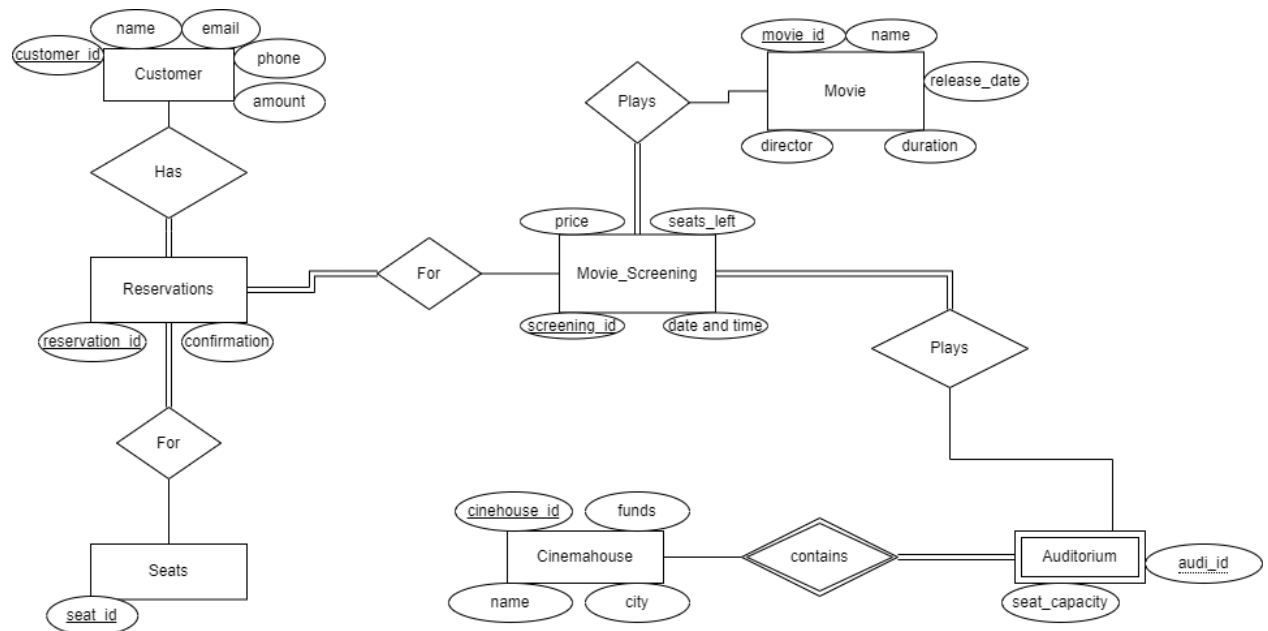 name
email
customer_id
phone
Customer
amount
movie_id
name
release_date
Movie
Plays
director
duration
Has
price
seats_left
Reservations
For
Movie_Screening
reservation_id
confirmation
screening_id
date and time
Plays
For
cinehouse_id
funds
Cinemahouse
contains
Auditorium
audi_id
Seats
name
city
seat_capacity
seat_id